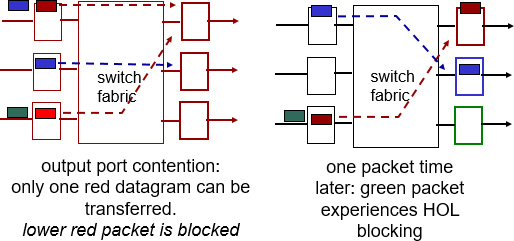 switch
fabric
output port contention:
only one red datagram can be
transferred.
lower red packet is blocked
switch
fabric
one packet time
later: green packet
experiences HOL
blocking